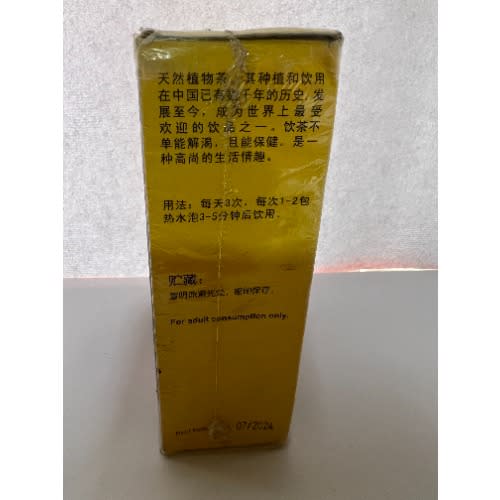 天然植物茶，其种植和饮用
在中国已有数千年的历史，发
展至今，成为世界上最受
欢迎的饮品之一。饮茶不
单能解渴，且能保健。是一
种高尚的生活情趣。
用法：每天3次，每次1-2包
热水泡3-5分钟后饮用。
贮藏：
密闭保存。
For adult consumption only.
07/2024